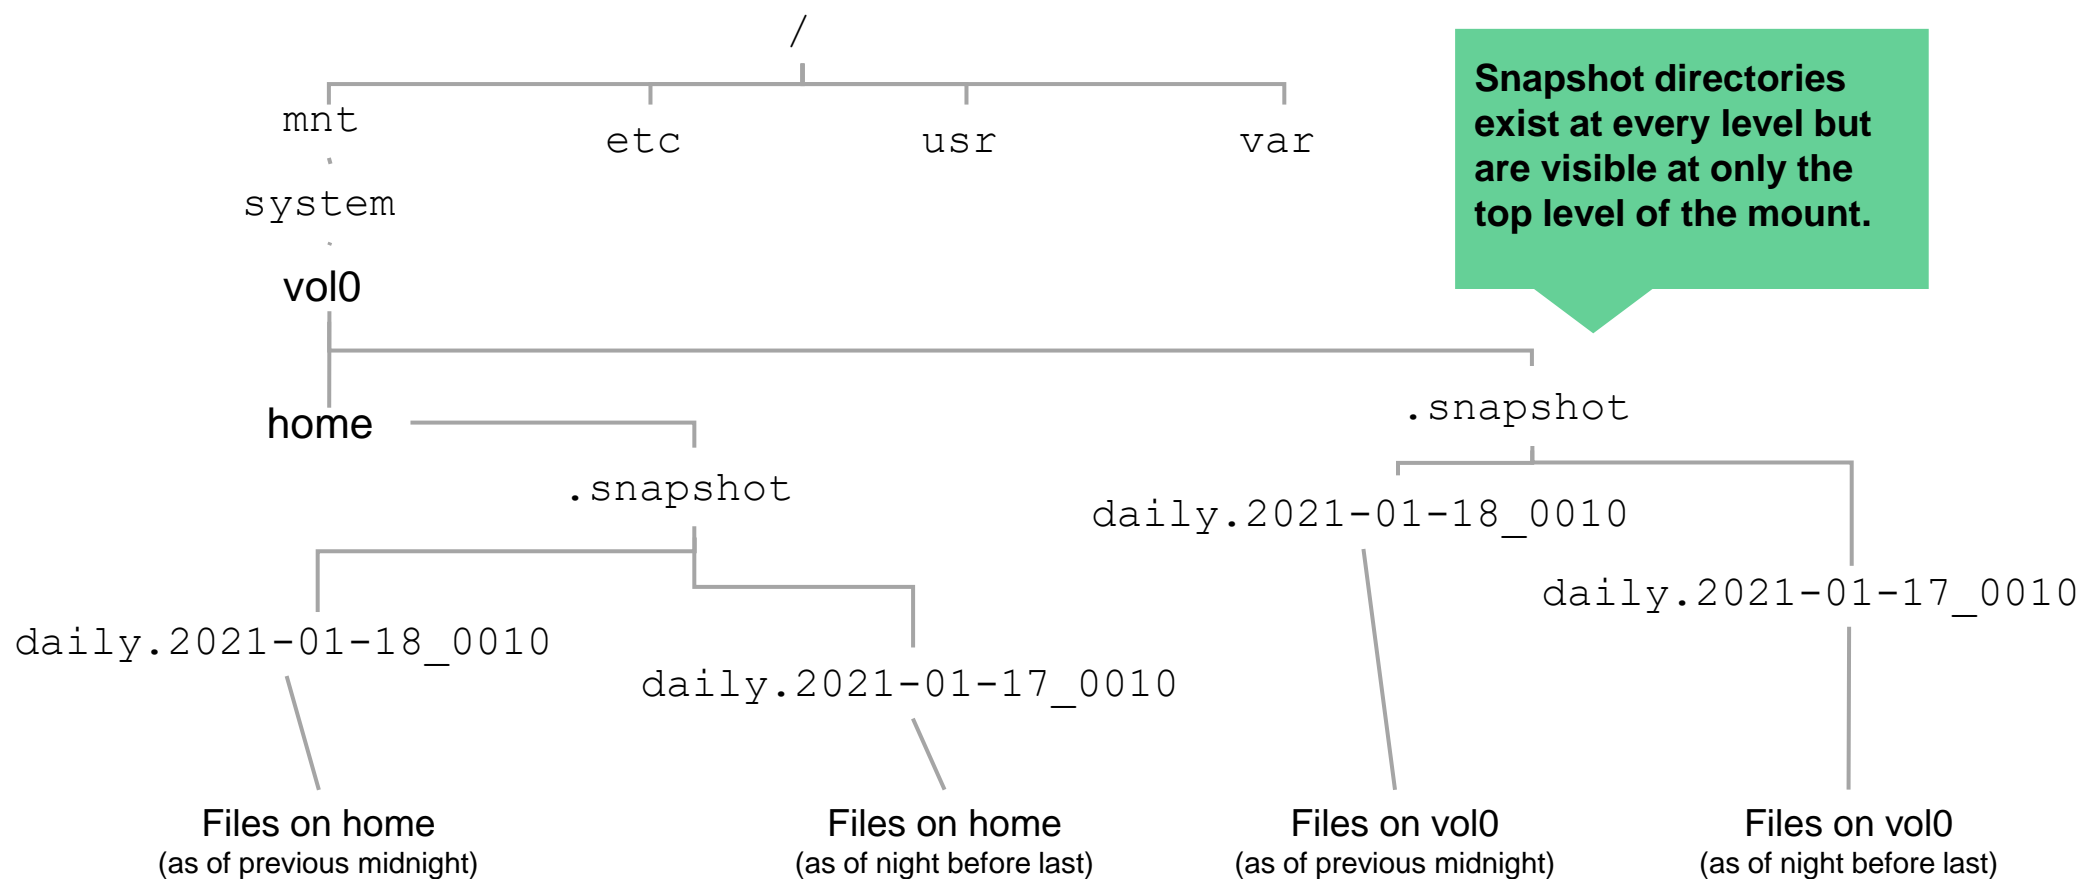 /
mnt
etc
usr
var
Snapshot directories
exist at every level but
are visible at only the
top level of the mount.
system
vol0
home
.snapshot
.snapshot
daily.2021-01-18_0010
daily.2021-01-17_0010
daily.2021-01-18_0010
daily.2021-01-17_0010
Files on home
(as of previous midnight)
Files on home
(as of night before last)
Files on vol0
(as of previous midnight)
Files on vol0
(as of night before last)